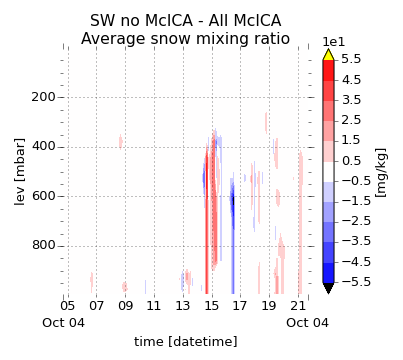 SW no McICA - All McICA
Average snow mixing ratio
1e1
5.5
4.5
3.5
2.5
1.5
0.5
−0.5
−1.5
−2.5
−3.5
−4.5
−5.5
[mg/kg]
lev [mbar]
200
400
600
800
05 07 09 11 13 15 17 19 21
Oct 04 Oct 04
time [datetime]